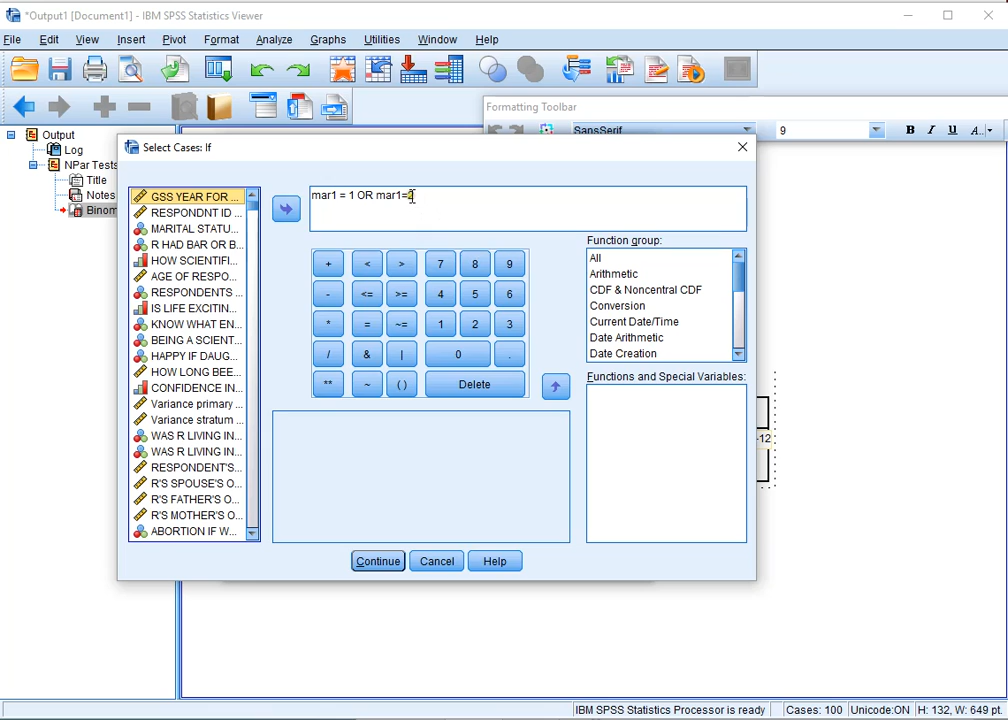 *Output1 [Document1] - IBM SPSS Statistics Viewer
File Edit View Insert Pivot Format Analyze Graphs Utilities Window Help
Formatting Toolbar
SansSerif 9 B I U A..
Output
Log
NPar Tests
Title
Notes
Binom
Select Cases: If
GSS YEAR FOR ...
RESPONDNT ID ...
MARITAL STATU...
R HAD BAR OR B...
HOW SCIENTIFI...
AGE OF RESPO...
RESPONDENTS ...
IS LIFE EXCITIN...
KNOW WHAT EN...
BEING A SCIENT...
HAPPY IF DAUG...
HOW LONG BEE...
CONFIDENCE IN...
Variance primary ...
Variance stratum ...
WAS R LIVING IN...
WAS R LIVING IN...
RESPONDENT'S...
R'S SPOUSE'S O...
R'S FATHER'S O...
R'S MOTHER'S O...
ABORTION IF W...
mar1 = 1 OR mar1=2
+ < > 7 8 9
- <= >= 4 5 6
* = ~= 1 2 3
/ & | 0 .
** ~ ( ) Delete
Function group:
All
Arithmetic
CDF & Noncentral CDF
Conversion
Current Date/Time
Date Arithmetic
Date Creation
Functions and Special Variables:
-12
Continue Cancel Help
IBM SPSS Statistics Processor is ready Cases: 100 Unicode:ON H: 132, W: 649 pt.